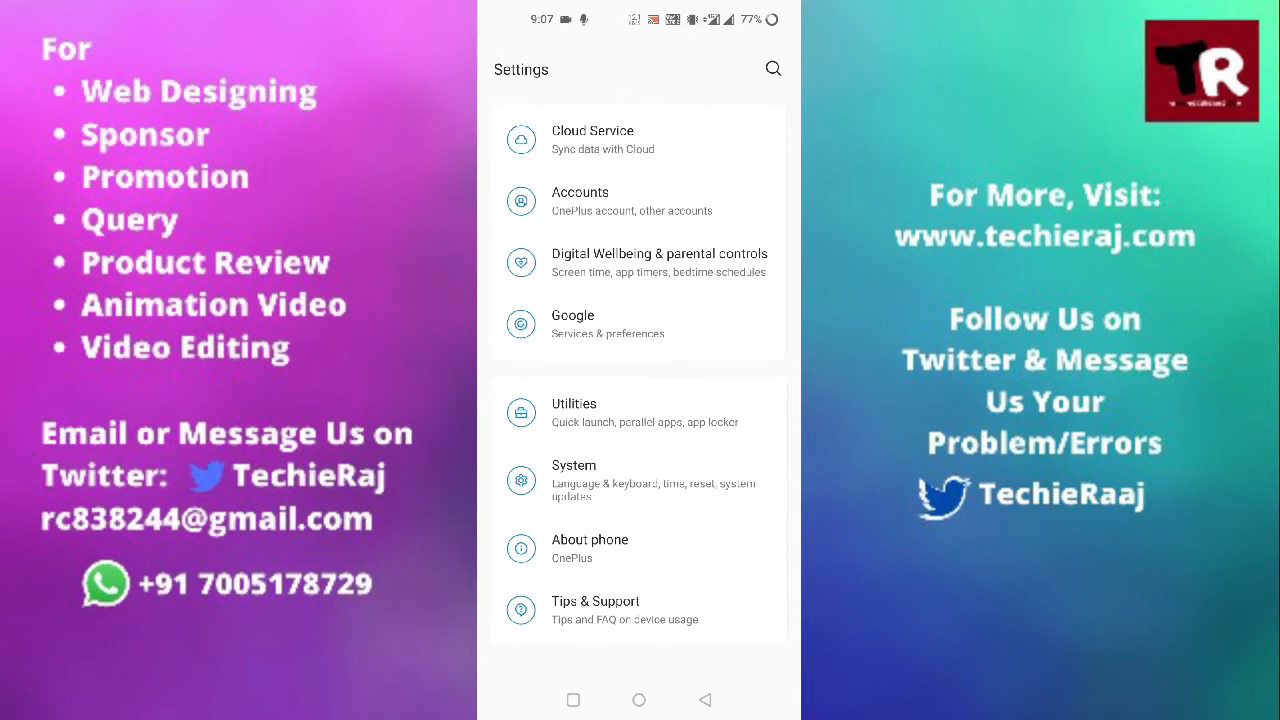 For
• Web Designing
• Sponsor
• Promotion
• Query
• Product Review
• Animation Video
• Video Editing
Email or Message Us on
Twitter: TechieRaj
rc838244@gmail.com
+91 7005178729
9:07
77%
Settings
Cloud Service
Sync data with Cloud
Accounts
OnePlus account, other accounts
Digital Wellbeing & parental controls
Screen time, app timers, bedtime schedules
Google
Services & preferences
Utilities
Quick launch, parallel apps, app locker
System
Language & keyboard, time, reset, system
updates
About phone
OnePlus
Tips & Support
Tips and FAQ on device usage
TR
For More, Visit:
www.techieraj.com
Follow Us on
Twitter & Message
Us Your
Problem/Errors
TechieRaaj